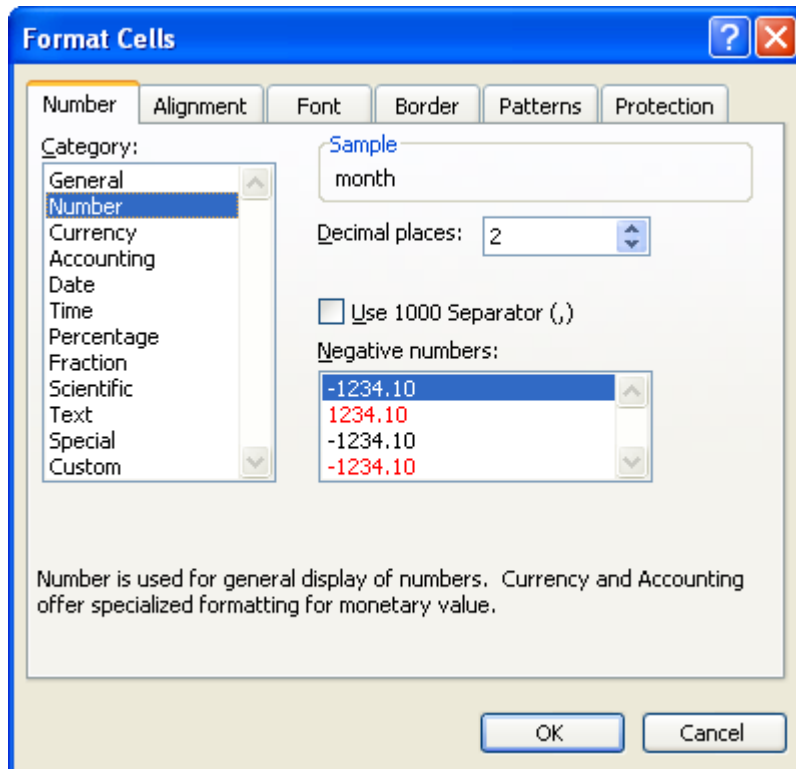 Format Cells
Number Alignment Font Border Patterns Protection
Category:
General
Number
Currency
Accounting
Date
Time
Percentage
Fraction
Scientific
Text
Special
Custom
Sample
month
Decimal places: 2
Use 1000 Separator (,)
Negative numbers:
-1234.10
1234.10
-1234.10
-1234.10
Number is used for general display of numbers. Currency and Accounting
offer specialized formatting for monetary value.
OK Cancel